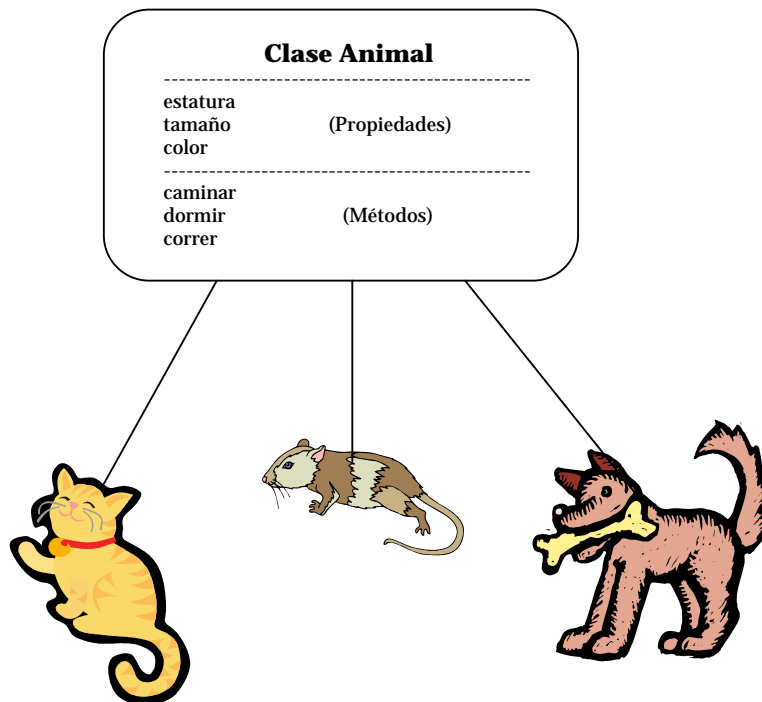 Clase Animal
------------------------------------------------
estatura
tamaño (Propiedades)
color
------------------------------------------------
caminar
dormir (Métodos)
correr